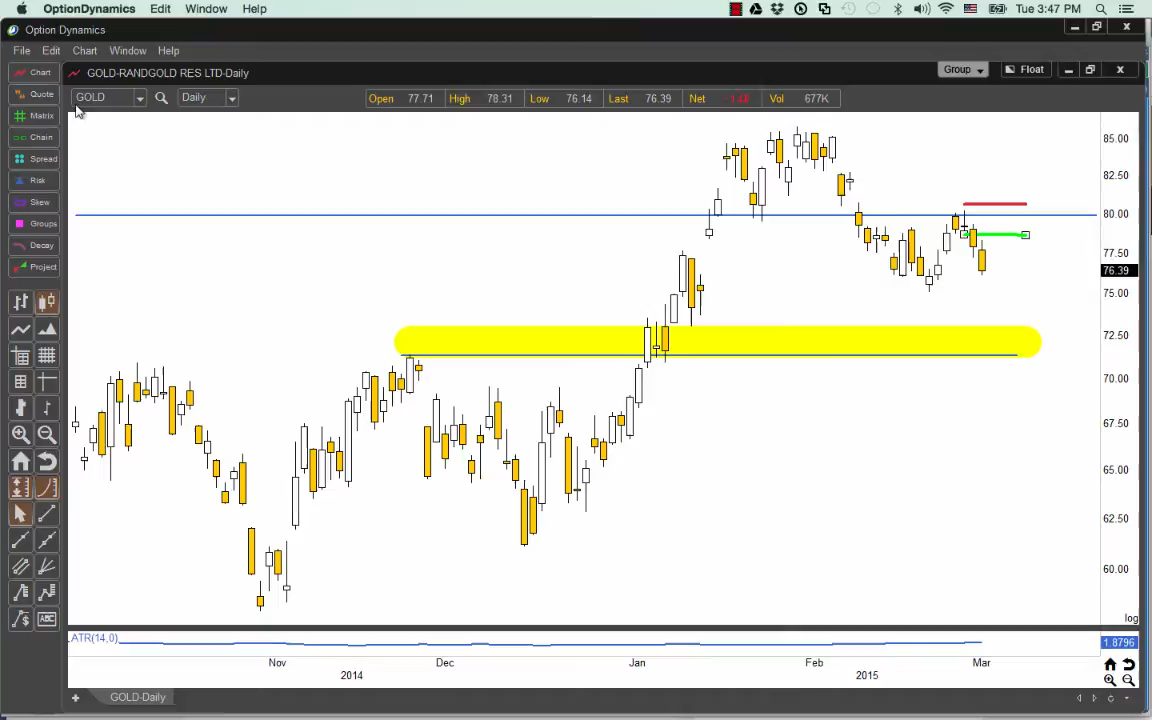 OptionDynamics Edit Window Help Tue 3:47 PM
Option Dynamics
File Edit Chart Window Help
Chart GOLD-RANDGOLD RES LTD-Daily Group Float X
Quote GOLD Daily Open 77.71 High 78.31 Low 76.14 Last 76.39 Net Vol 677K
Matrix
Chain
Spread
Risk
Skew
Groups
Decay
Project
85.00
82.50
80.00
77.50
76.39
75.00
72.50
70.00
67.50
65.00
62.50
60.00
log
ABC
ATR(14,0) 1.8796
Nov Dec Jan Feb Mar
2014 2015
GOLD-Daily